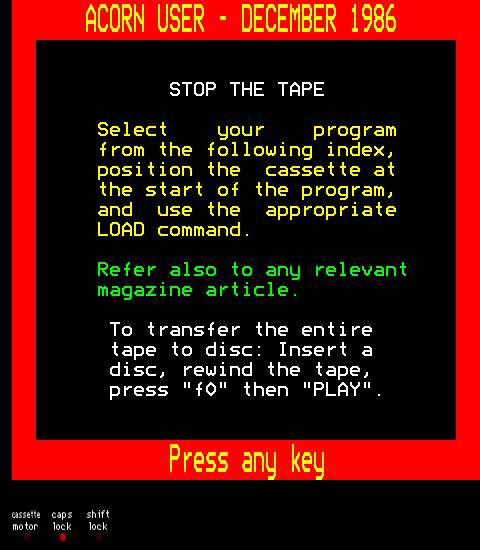 ACORN USER - DECEMBER 1986
STOP THE TAPE
Select your program
from the following index,
position the cassette at
the start of the program,
and use the appropriate
LOAD command.
Refer also to any relevant
magazine article.
To transfer the entire
tape to disc: Insert a
disc, rewind the tape,
press "f0" then "PLAY".
Press any key
cassette caps shift
motor lock lock